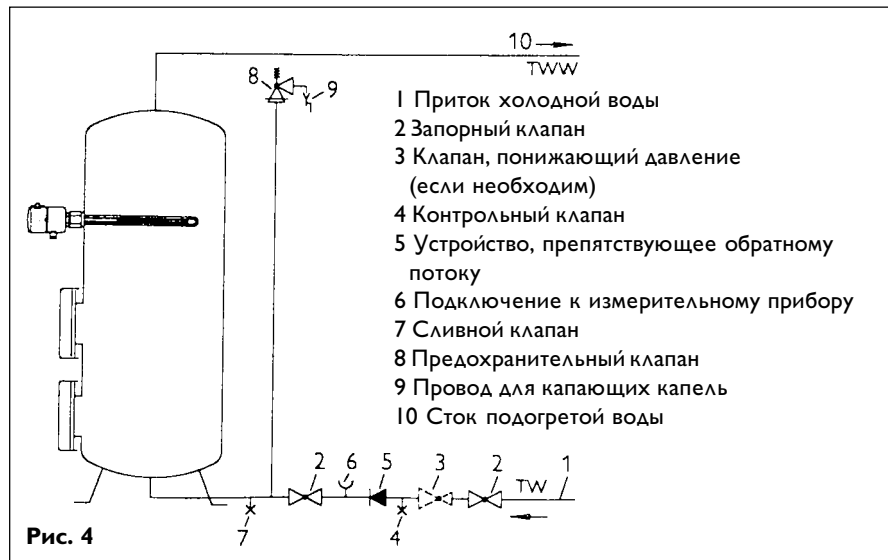 10
TWW
8
9
1 Приток холодной воды
2 Запорный клапан
3 Клапан, понижающий давление
(если необходим)
4 Контрольный клапан
5 Устройство, препятствующее обратному
потоку
6 Подключение к измерительному прибору
7 Сливной клапан
8 Предохранительный клапан
9 Провод для капающих капель
10 Сток подогретой воды
2 6 5 3 2 TW 1
7 4
Рис. 4